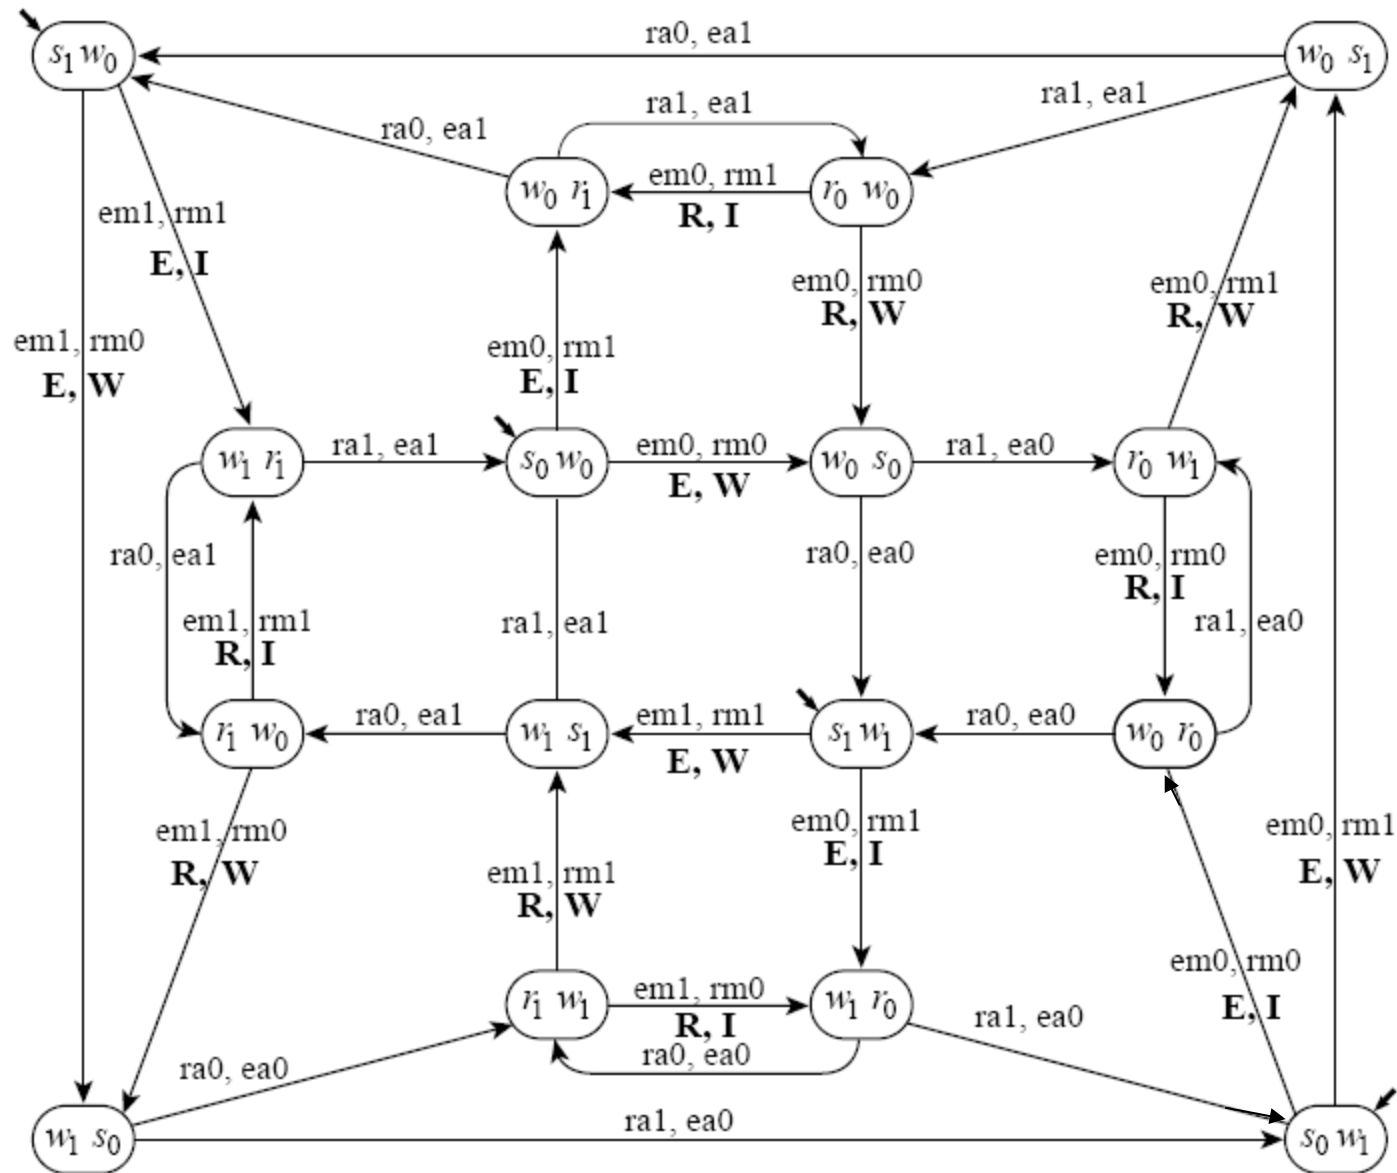 s1 w0
ra0, ea1
w0 s1
ra1, ea1
ra1, ea1
ra0, ea1
w0 r1
em0, rm1
R, I
r0 w0
em1, rm1
E, I
em0, rm0
R, W
em0, rm1
R, W
em1, rm0
E, W
em0, rm1
E, I
w1 r1
ra1, ea1
s0 w0
em0, rm0
E, W
w0 s0
ra1, ea0
r0 w1
ra0, ea1
ra0, ea0
em0, rm0
R, I
em1, rm1
R, I
ra1, ea1
ra1, ea0
r1 w0
ra0, ea1
w1 s1
em1, rm1
E, W
s1 w1
ra0, ea0
w0 r0
em1, rm0
R, W
em0, rm1
E, I
em0, rm1
E, W
em1, rm1
R, W
em0, rm0
E, I
r1 w1
em1, rm0
R, I
w1 r0
ra1, ea0
ra0, ea0
ra0, ea0
w1 s0
ra1, ea0
s0 w1